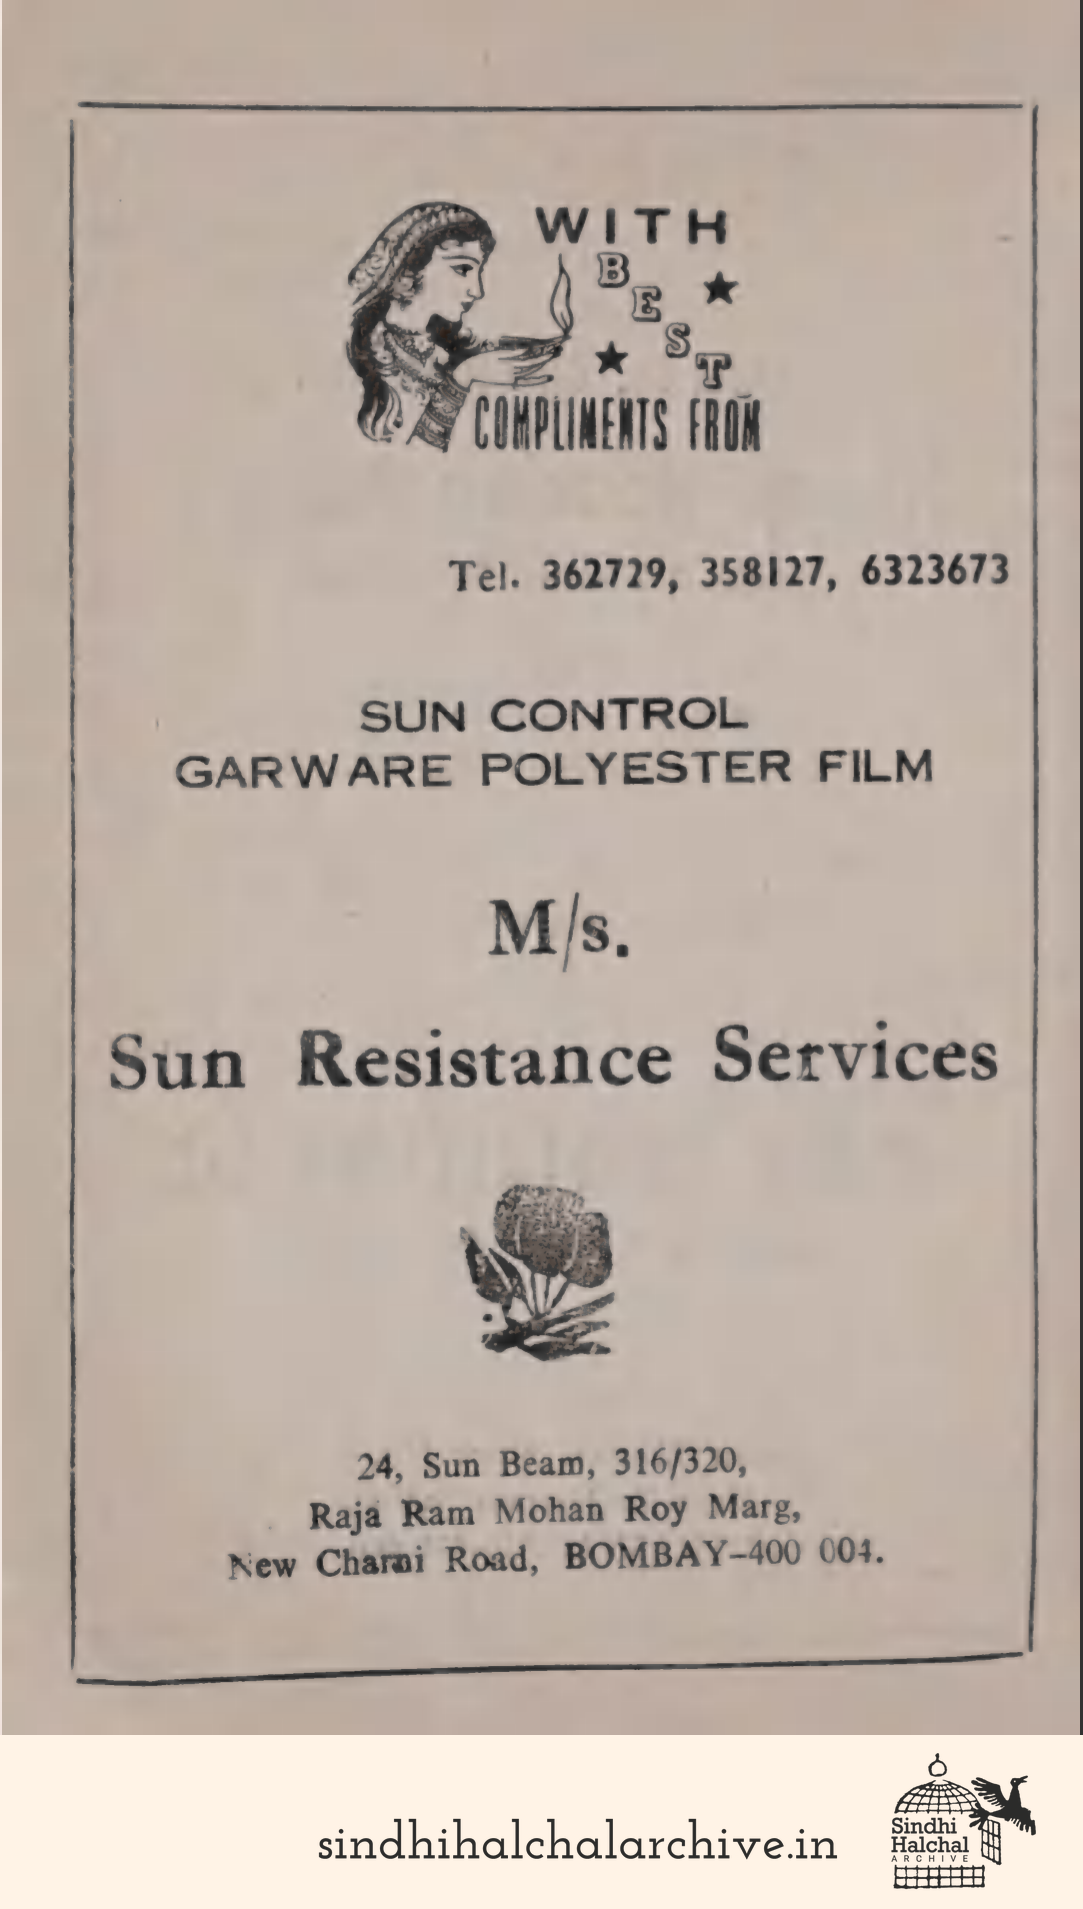 WITH
BEST
COMPLIMENTS FROM
Tel. 362729, 358127, 6323673
SUN CONTROL
GARWARE POLYESTER FILM
M/s.
Sun Resistance Services
24, Sun Beam, 316/320,
Raja Ram Mohan Roy Marg,
New Charni Road, BOMBAY-400 004.
sindhihalchalarchive.in
Sindhi
Halchal
ARCHIVE